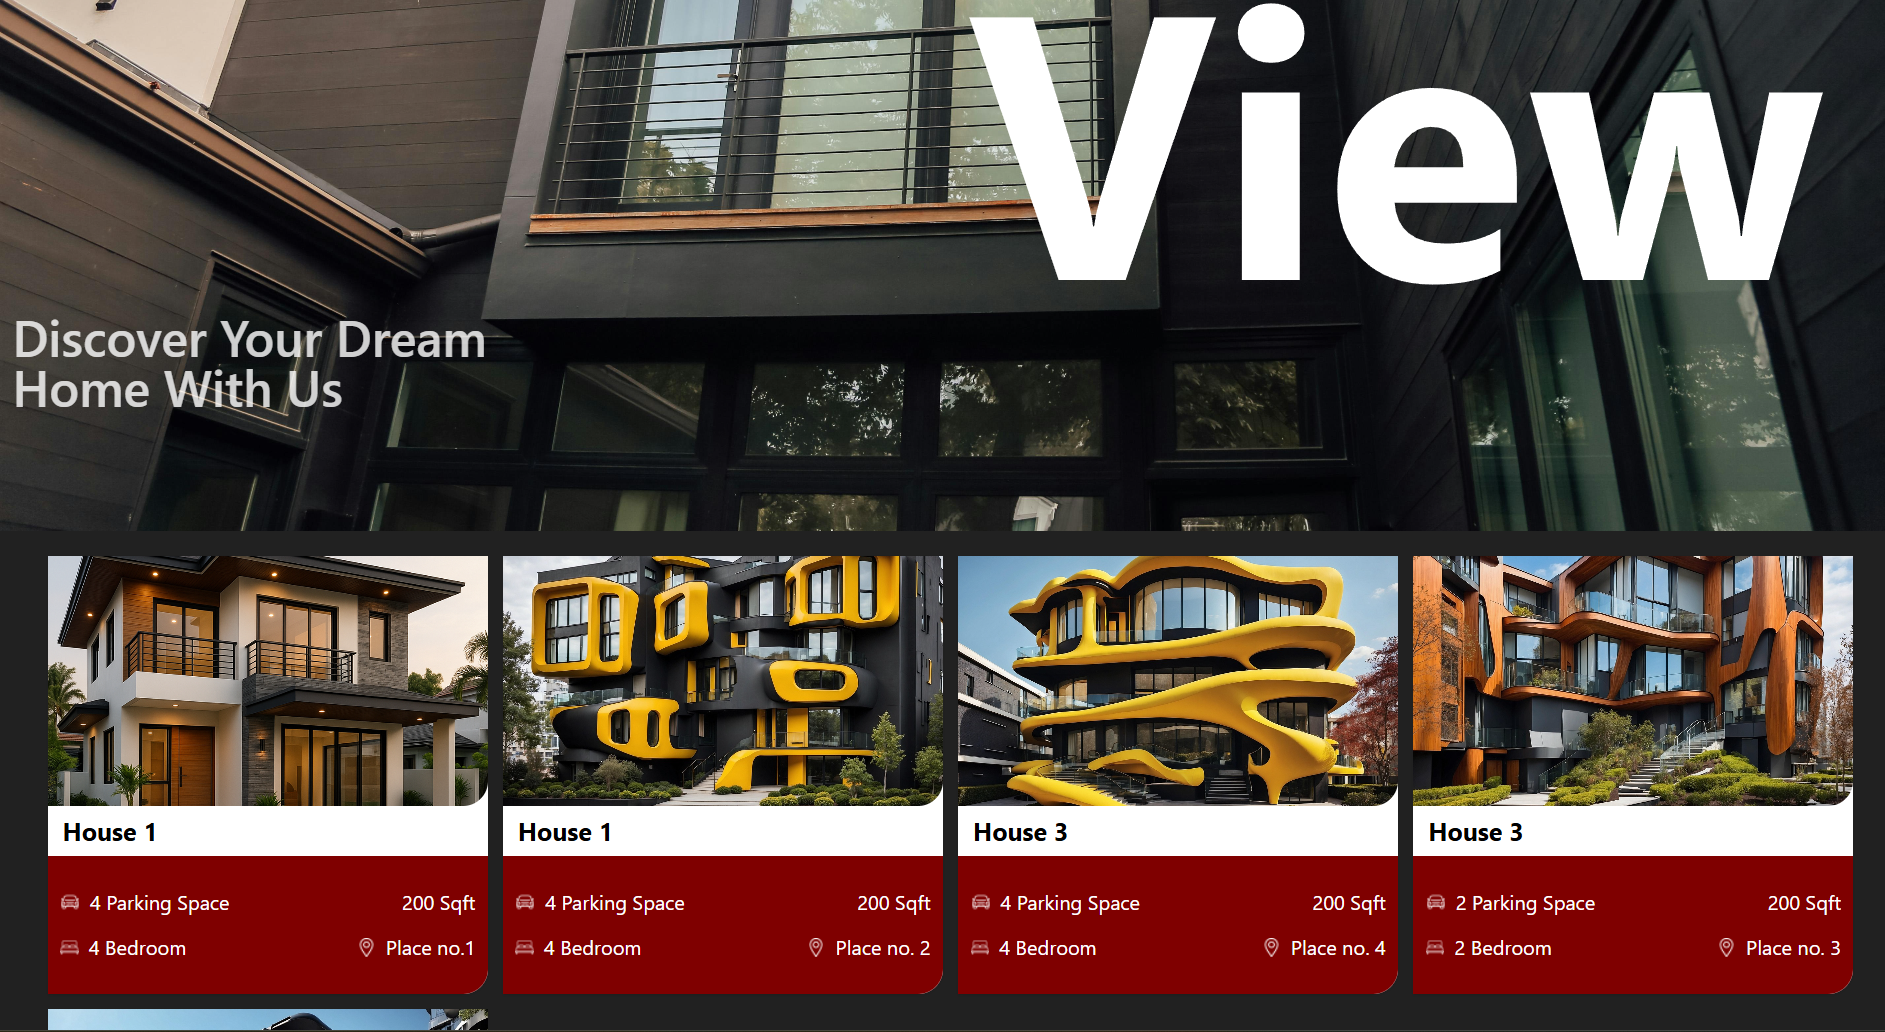 View
Discover Your Dream
Home With Us
House 1
4 Parking Space
200 Sqft
4 Bedroom
Place no.1
House 1
4 Parking Space
200 Sqft
4 Bedroom
Place no. 2
House 3
4 Parking Space
200 Sqft
4 Bedroom
Place no. 4
House 3
2 Parking Space
200 Sqft
2 Bedroom
Place no. 3